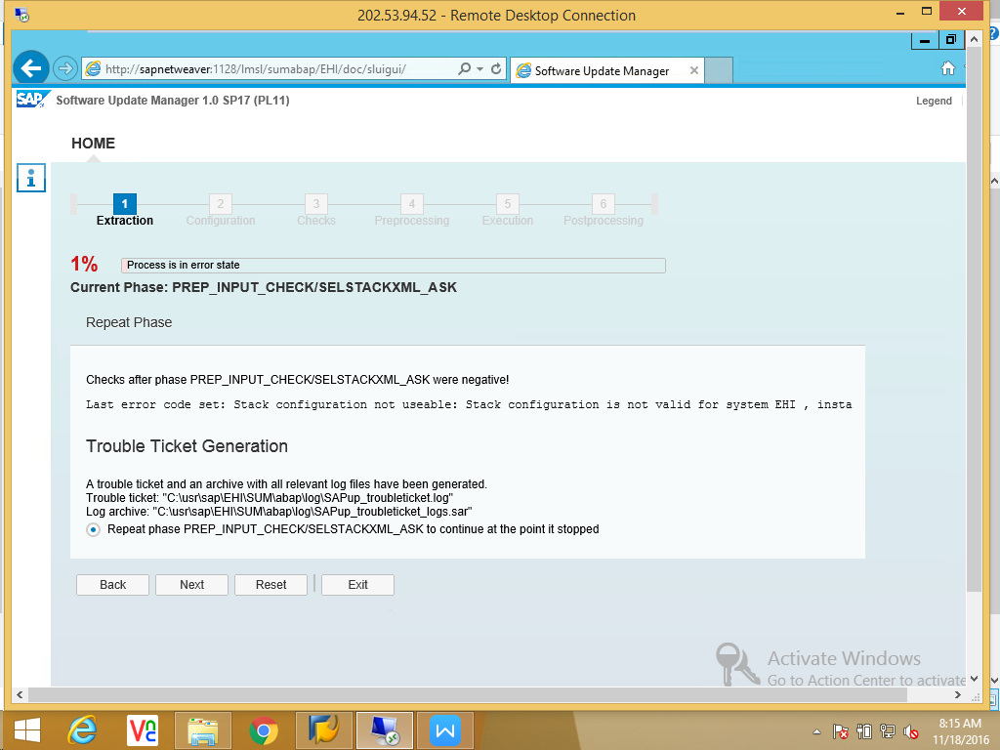 202.53.94.52 - Remote Desktop Connection
http://sapnetweaver:1128/lmsl/sumabap/EHI/doc/sluigui/
Software Update Manager
SAP Software Update Manager 1.0 SP17 (PL11)
Legend
HOME
1 2 3 4 5 6
Extraction Configuration Checks Preprocessing Execution Postprocessing
1% Process is in error state
Current Phase: PREP_INPUT_CHECK/SELSTACKXML_ASK
Repeat Phase
Checks after phase PREP_INPUT_CHECK/SELSTACKXML_ASK were negative!
Last error code set: Stack configuration not useable: Stack configuration is not valid for system EHI , insta
Trouble Ticket Generation
A trouble ticket and an archive with all relevant log files have been generated.
Trouble ticket: "C:\usr\sap\EHI\SUM\abap\log\SAPup_troubleticket.log"
Log archive: "C:\usr\sap\EHI\SUM\abap\log\SAPup_troubleticket_logs.sar"
Repeat phase PREP_INPUT_CHECK/SELSTACKXML_ASK to continue at the point it stopped
Back Next Reset Exit
Activate Windows
Go to Action Center to activate
8:15 AM
11/18/2016